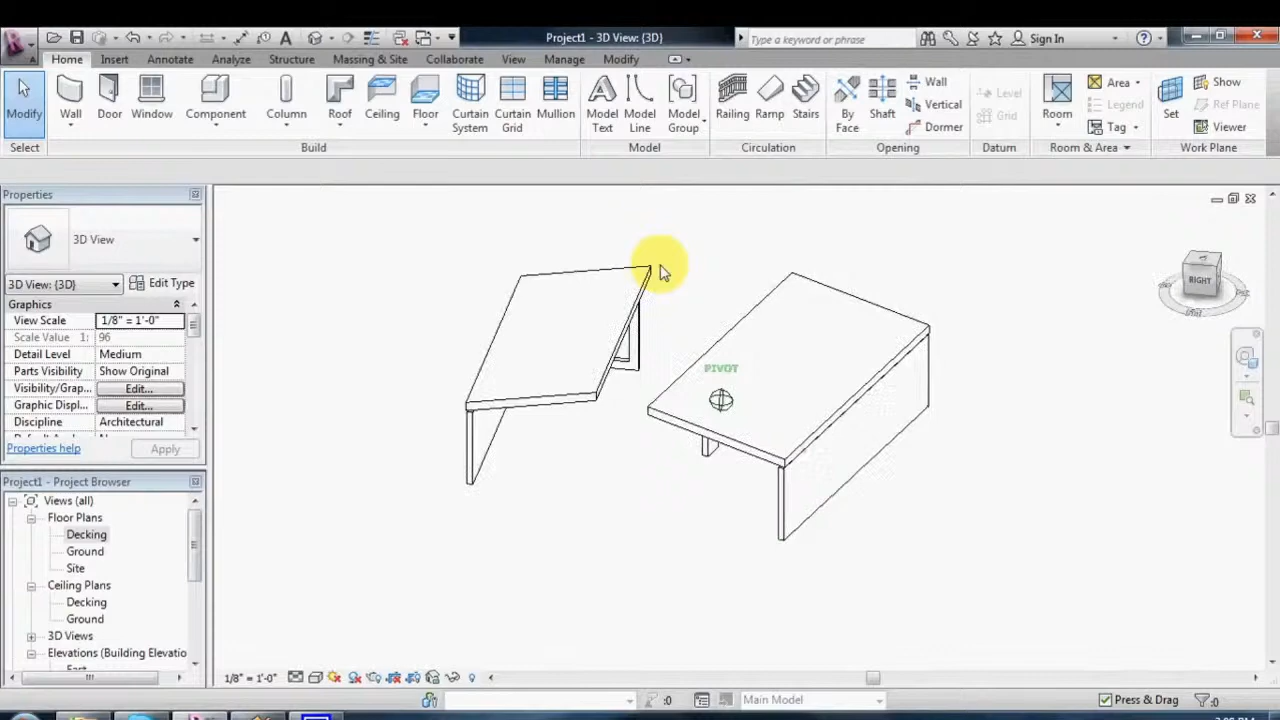 Project1 - 3D View: {3D}
Type a keyword or phrase
Sign In
Home Insert Annotate Analyze Structure Massing & Site Collaborate View Manage Modify
Modify
Wall
Door
Window
Component
Column
Roof
Ceiling
Floor
Curtain System
Curtain Grid
Mullion
Model Text
Model Line
Model Group
Railing
Ramp
Stairs
By Face
Shaft
Wall
Vertical
Dormer
Level
Grid
Room
Area
Legend
Tag
Set
Show
Ref Plane
Viewer
Select Build Model Circulation Opening Datum Room & Area Work Plane
Properties
3D View
3D View: {3D} Edit Type
Graphics
View Scale 1/8" = 1'-0"
Scale Value 1: 96
Detail Level Medium
Parts Visibility Show Original
Visibility/Grap... Edit...
Graphic Displ... Edit...
Discipline Architectural
Properties help Apply
Project1 - Project Browser
Views (all)
Floor Plans
Decking
Ground
Site
Ceiling Plans
Decking
Ground
3D Views
Elevations (Building Elevatio
East
PIVOT
RIGHT
1/8" = 1'-0"
:0
Main Model
Press & Drag
:0